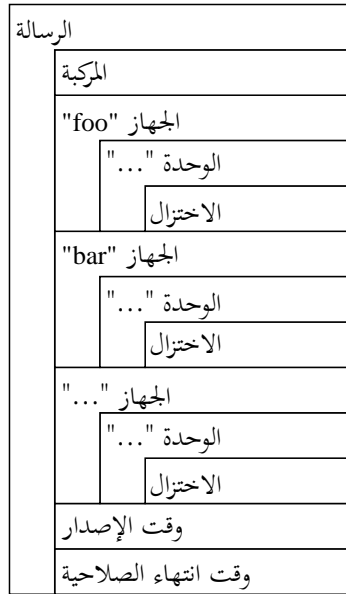 الرسالة
المركبة
الجهاز "foo"
الوحدة "..."
الاختزال
الجهاز "bar"
الوحدة "..."
الاختزال
الجهاز "..."
الوحدة "..."
الاختزال
وقت الإصدار
وقت انتهاء الصلاحية